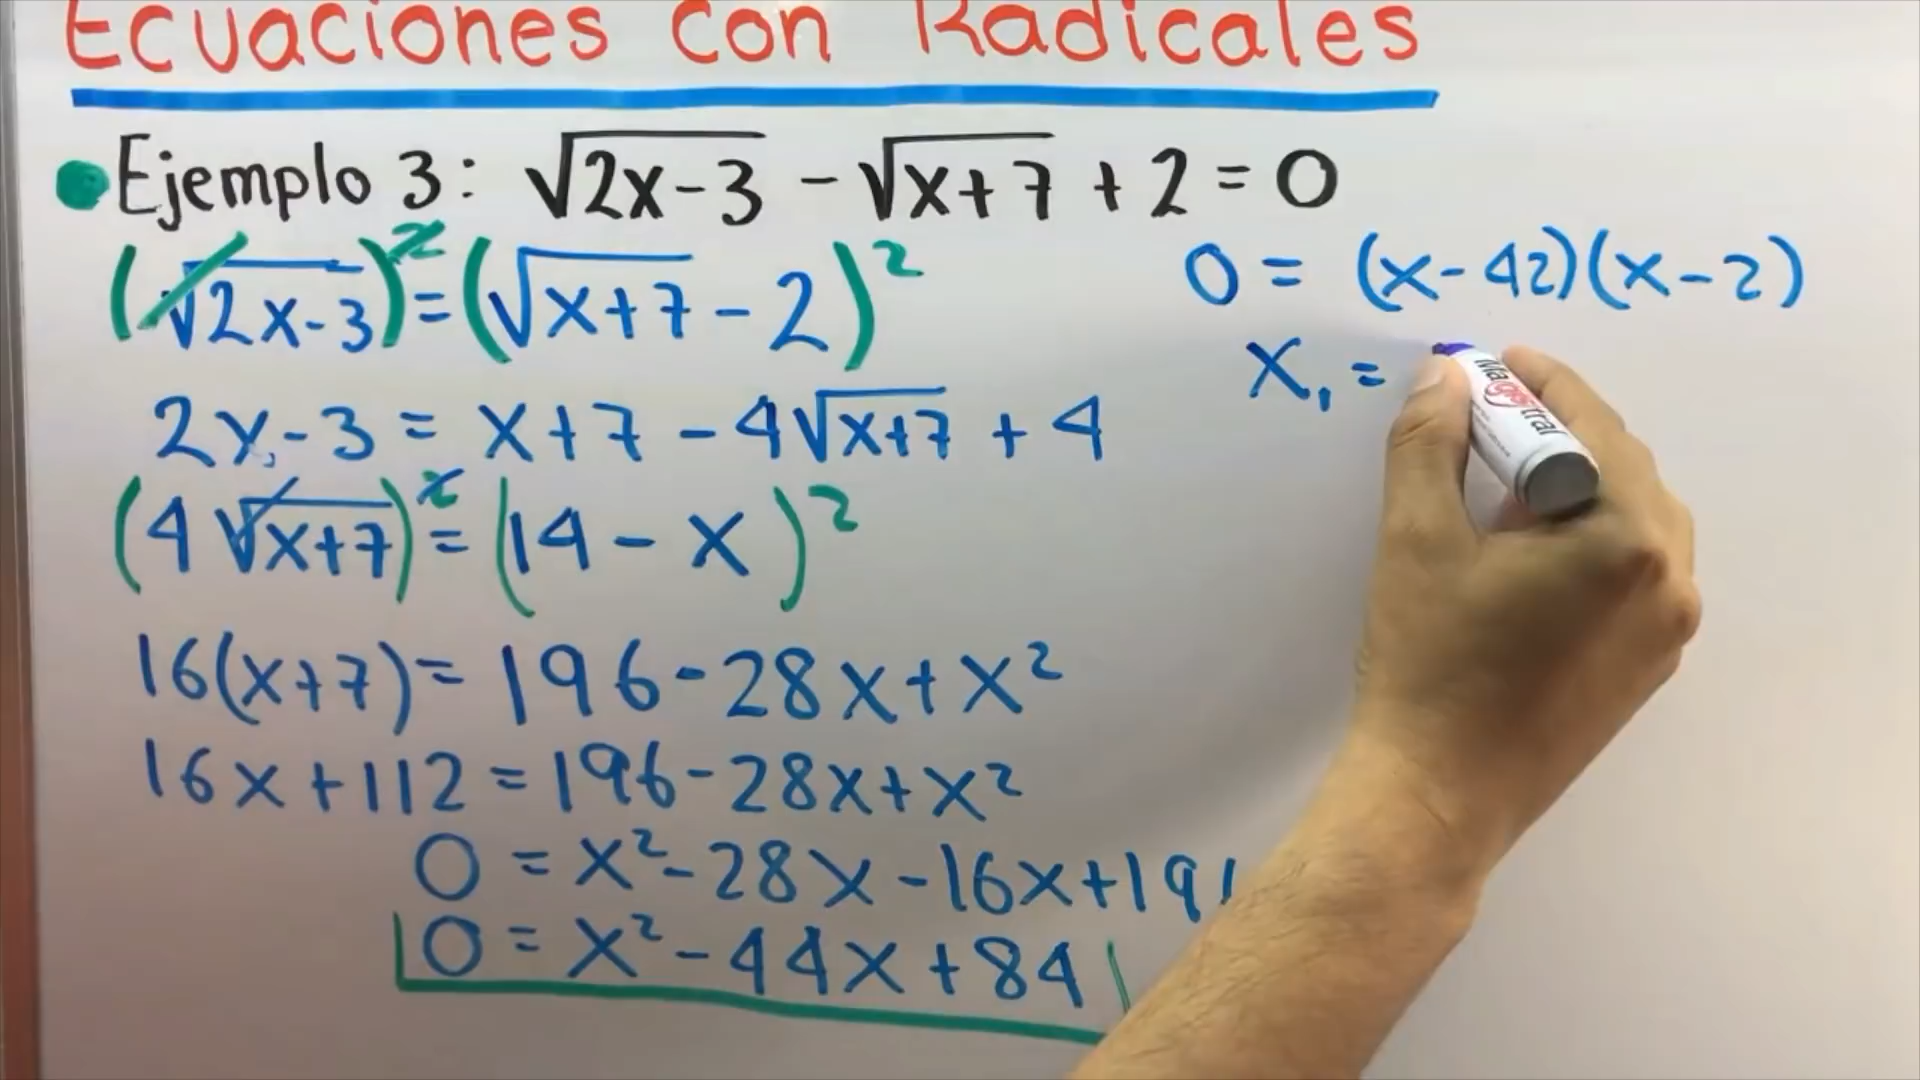 Ecuaciones con Radicales
Ejemplo 3: √2x-3 - √x+7 + 2 = 0
(√2x-3)² = (√x+7 - 2)²
2x-3 = x+7 - 4√x+7 + 4
(4√x+7)² = (14 - x)²
16(x+7) = 196-28x+x²
16x+112 = 196-28x+x²
0 = x²-28x-16x+19
0 = x²-44x+84
0 = (x-42)(x-2)
x₁ =
Magistral